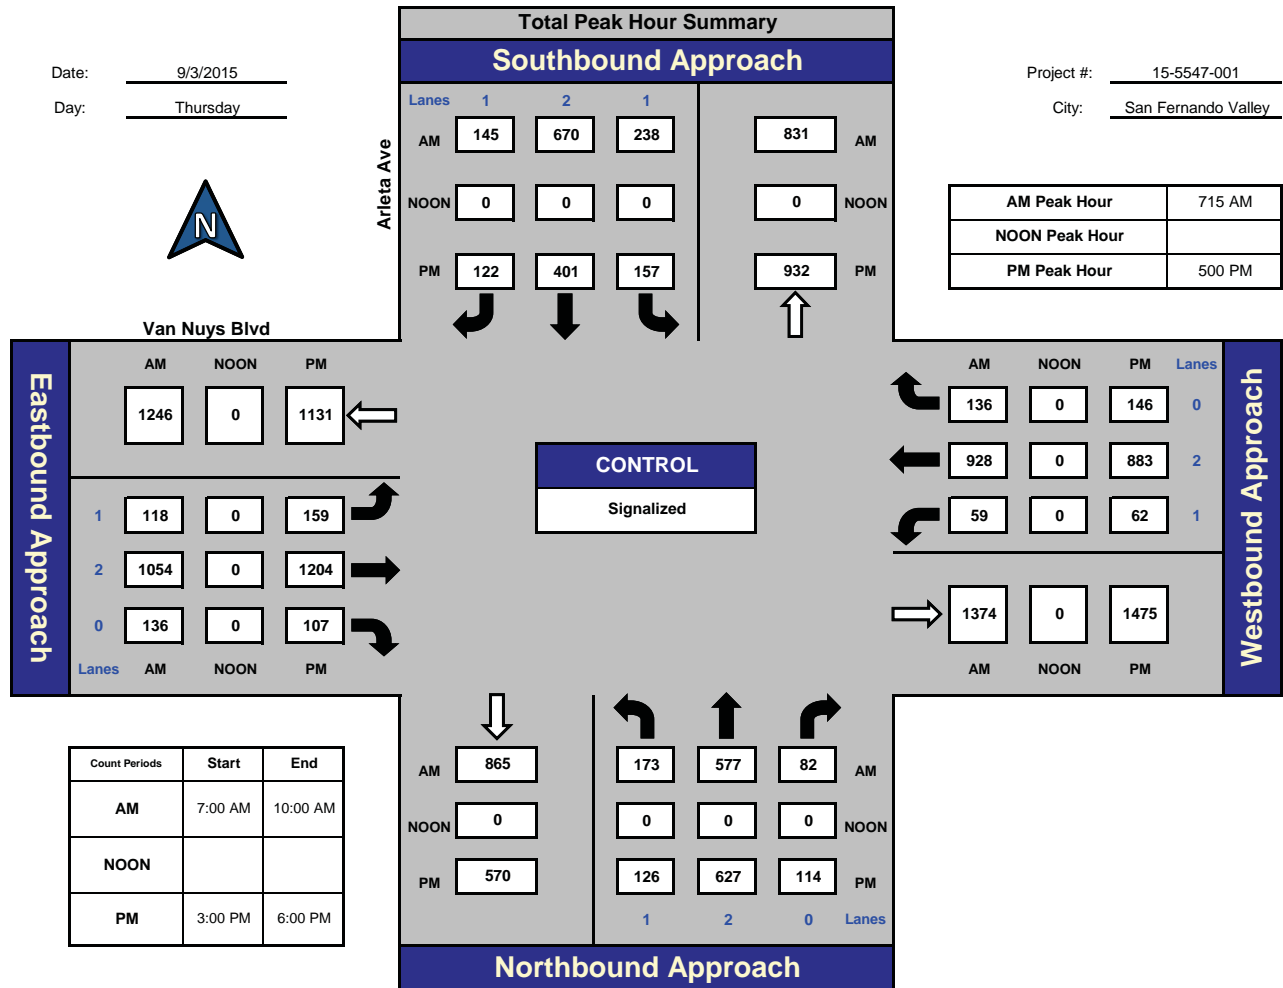 Total Peak Hour Summary
Southbound Approach
Date: 9/3/2015
Day: Thursday
Project #: 15-5547-001
City: San Fernando Valley
N
Arleta Ave
Lanes 1 2 1
AM 145 670 238 831 AM
NOON 0 0 0 0 NOON
PM 122 401 157 932 PM
AM Peak Hour 715 AM
NOON Peak Hour
PM Peak Hour 500 PM
Van Nuys Blvd
Eastbound Approach
AM NOON PM
1246 0 1131
1 118 0 159
2 1054 0 1204
0 136 0 107
Lanes AM NOON PM
CONTROL
Signalized
AM NOON PM Lanes
136 0 146 0
928 0 883 2
59 0 62 1
1374 0 1475
AM NOON PM
Westbound Approach
Count Periods Start End
AM 7:00 AM 10:00 AM
NOON
PM 3:00 PM 6:00 PM
AM 865 173 577 82 AM
NOON 0 0 0 0 NOON
PM 570 126 627 114 PM
1 2 0 Lanes
Northbound Approach